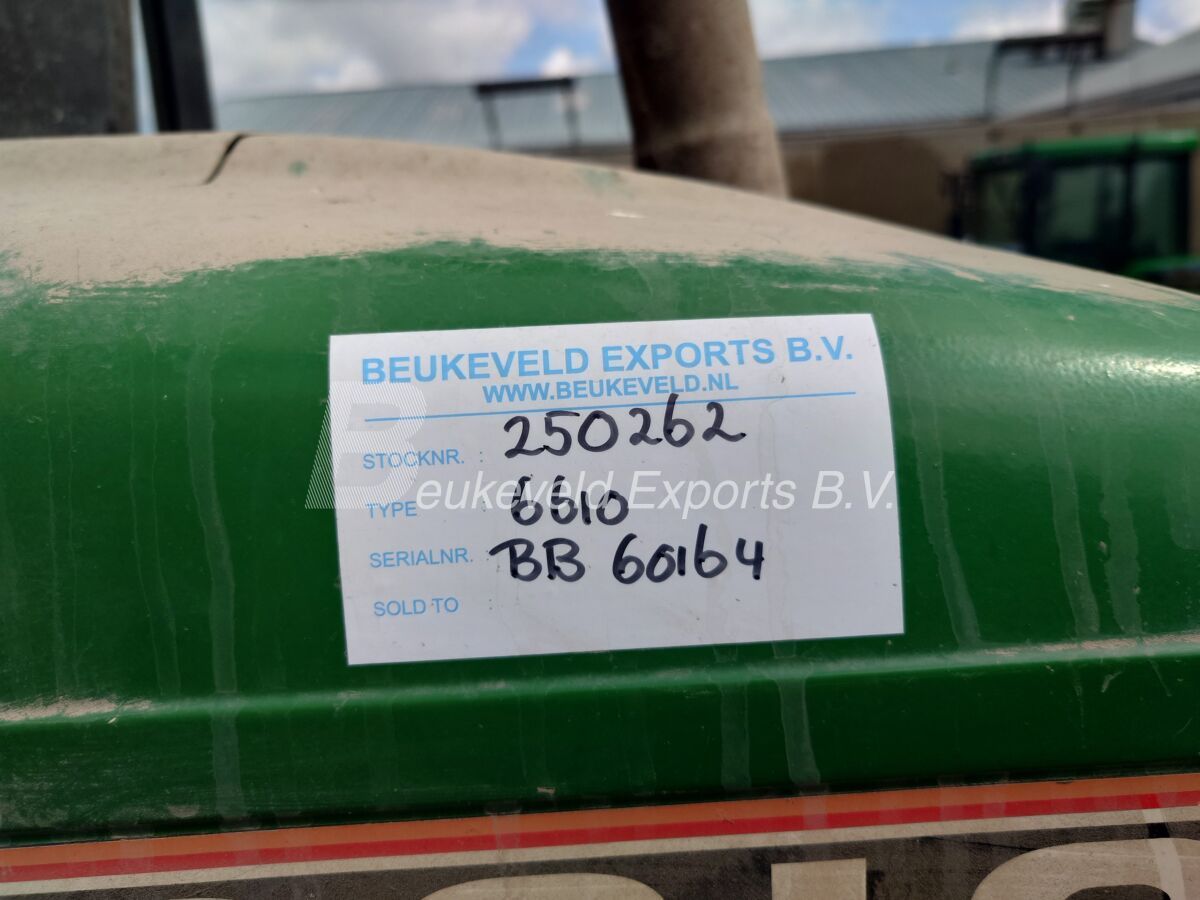 BEUKEVELD EXPORTS B.V.
WWW.BEUKEVELD.NL
STOCKNR. : 250262
TYPE : 6610
SERIALNR. : BB 60164
SOLD TO :
Beukeveld Exports B.V.